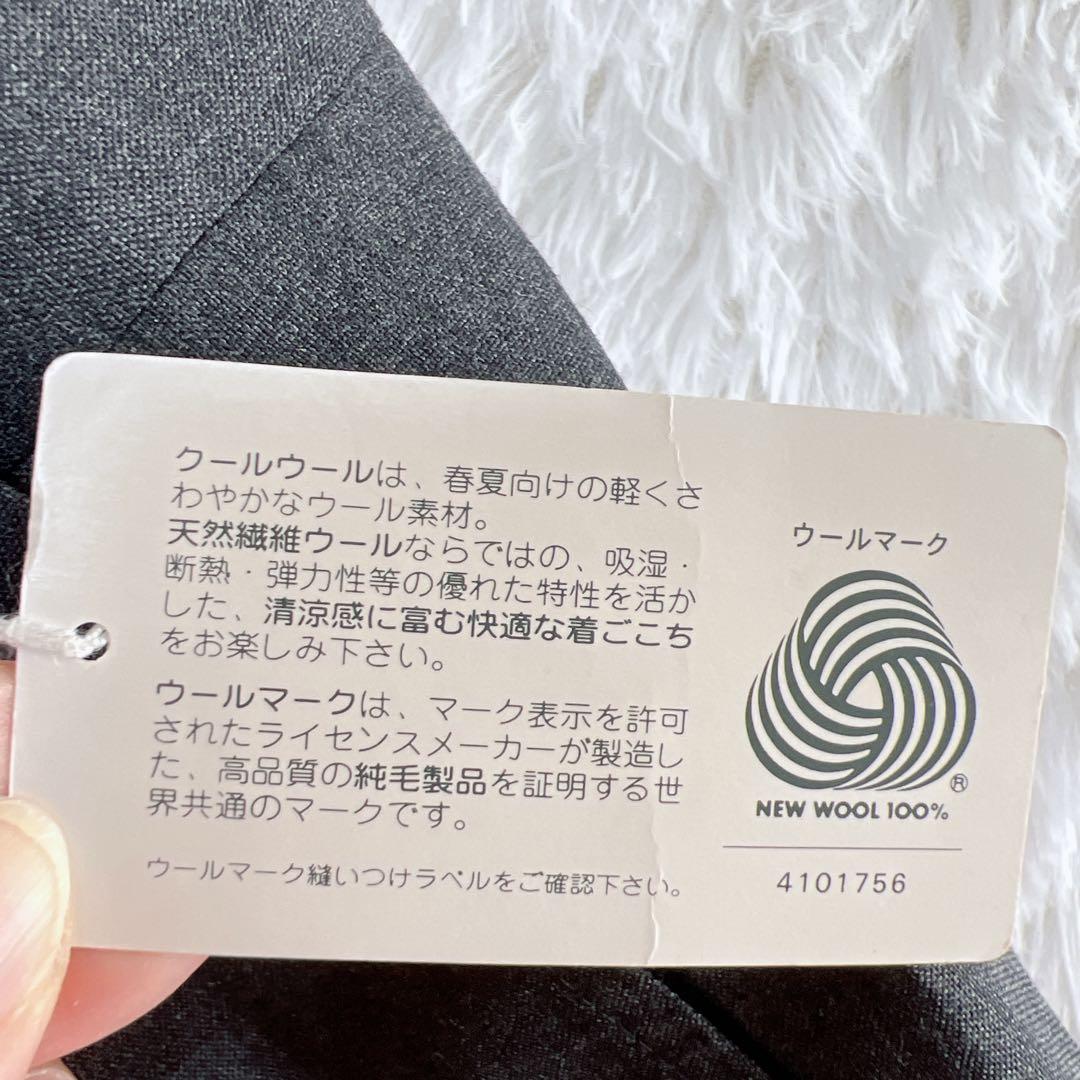 クールウールは、春夏向けの軽くさ
わやかなウール素材。
天然繊維ウールならではの、吸湿・
断熱・弾力性等の優れた特性を活か
した、清涼感に富む快適な着ごこち
をお楽しみ下さい。
ウールマークは、マーク表示を許可
されたライセンスメーカーが製造し
た、高品質の純毛製品を証明する世
界共通のマークです。
ウールマーク縫いつけラベルをご確認下さい。
ウールマーク
®
NEW WOOL 100%
4101756